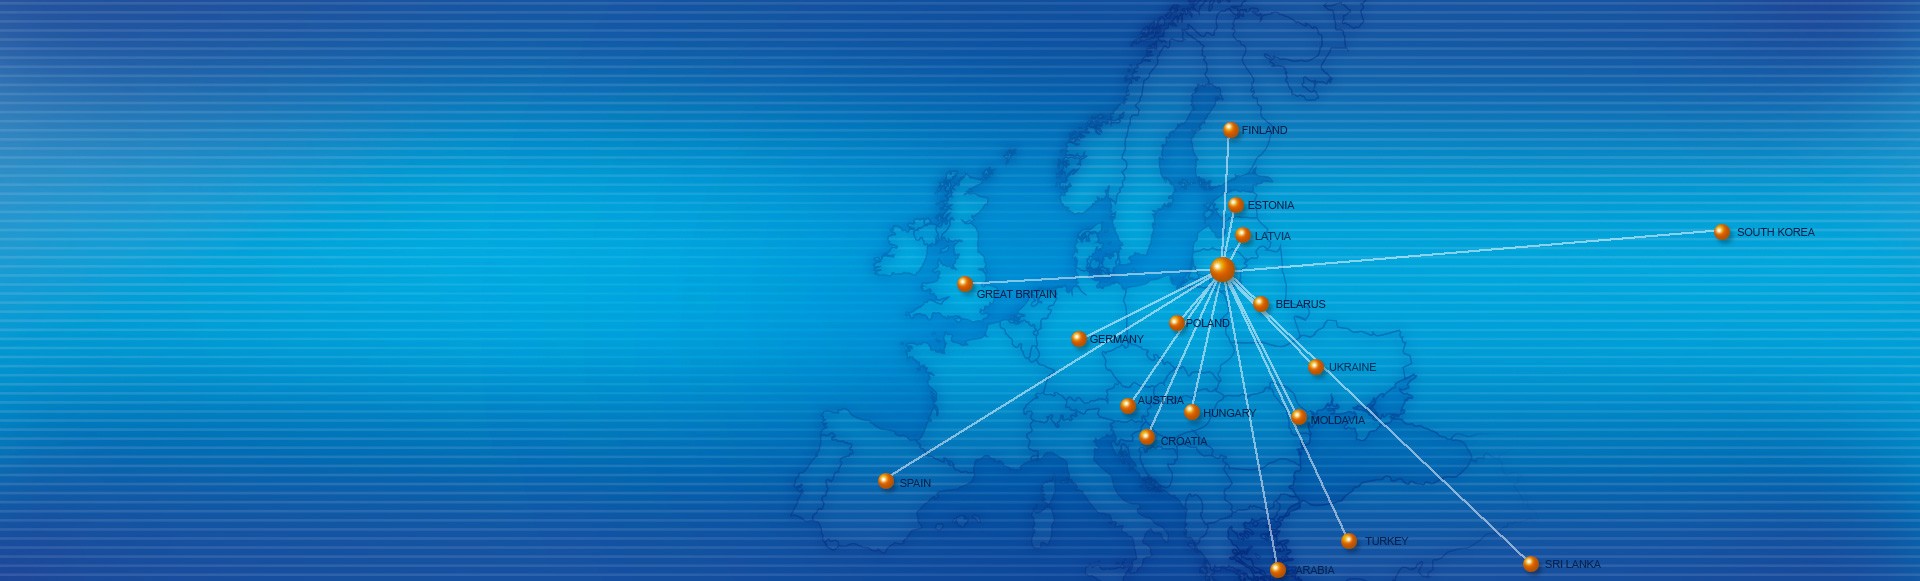 FINLAND
ESTONIA
LATVIA
SOUTH KOREA
GREAT BRITAIN
BELARUS
POLAND
GERMANY
UKRAINE
AUSTRIA
HUNGARY
MOLDAVIA
CROATIA
SPAIN
TURKEY
SRI LANKA
ARABIA